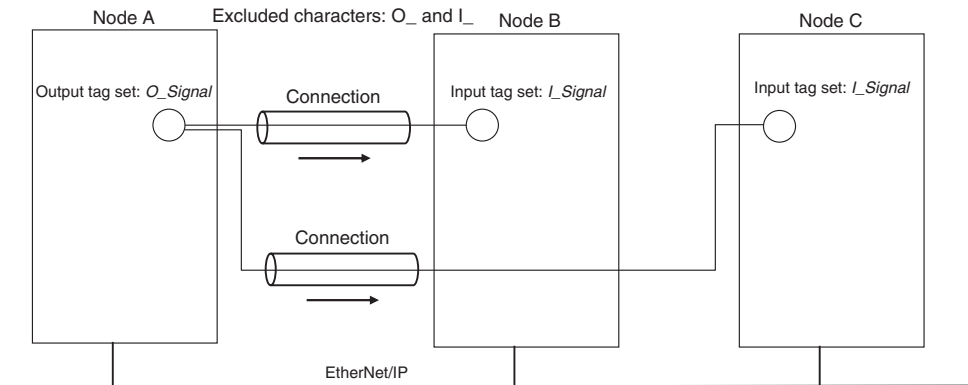 Node A
Excluded characters: O_ and I_
Node B
Node C
Output tag set: O_Signal
Connection
Input tag set: I_Signal
Input tag set: I_Signal
Connection
EtherNet/IP